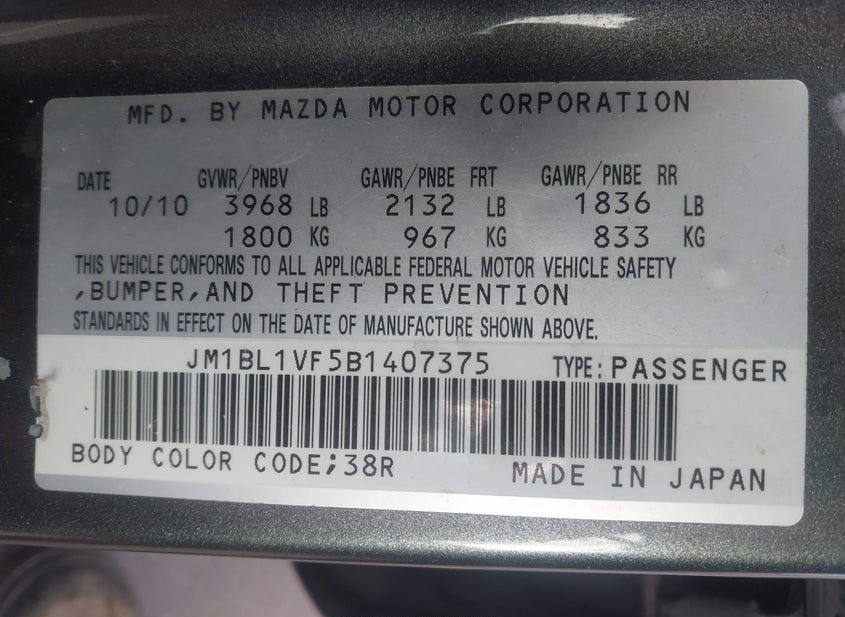 MFD. BY MAZDA MOTOR CORPORATION
DATE GVWR/PNBV GAWR/PNBE FRT GAWR/PNBE RR
10/10 3968 LB 2132 LB 1836 LB
1800 KG 967 KG 833 KG
THIS VEHICLE CONFORMS TO ALL APPLICABLE FEDERAL MOTOR VEHICLE SAFETY
,BUMPER,AND THEFT PREVENTION
STANDARDS IN EFFECT ON THE DATE OF MANUFACTURE SHOWN ABOVE.
JM1BL1VF5B1407375 TYPE: PASSENGER
BODY COLOR CODE;38R MADE IN JAPAN